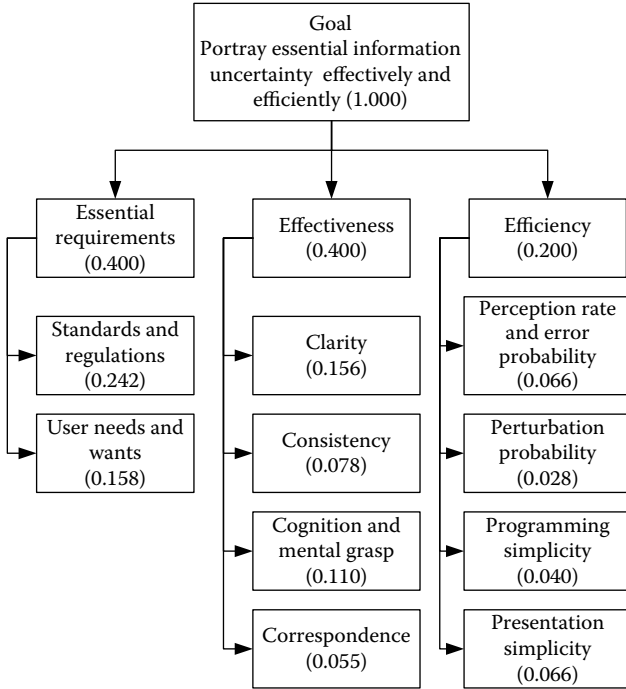 Goal
Portray essential information
uncertainty effectively and
efficiently (1.000)
Essential
requirements
(0.400)
Standards and
regulations
(0.242)
User needs and
wants
(0.158)
Effectiveness
(0.400)
Clarity
(0.156)
Consistency
(0.078)
Cognition and
mental grasp
(0.110)
Correspondence
(0.055)
Efficiency
(0.200)
Perception rate
and error
probability
(0.066)
Perturbation
probability
(0.028)
Programming
simplicity
(0.040)
Presentation
simplicity
(0.066)